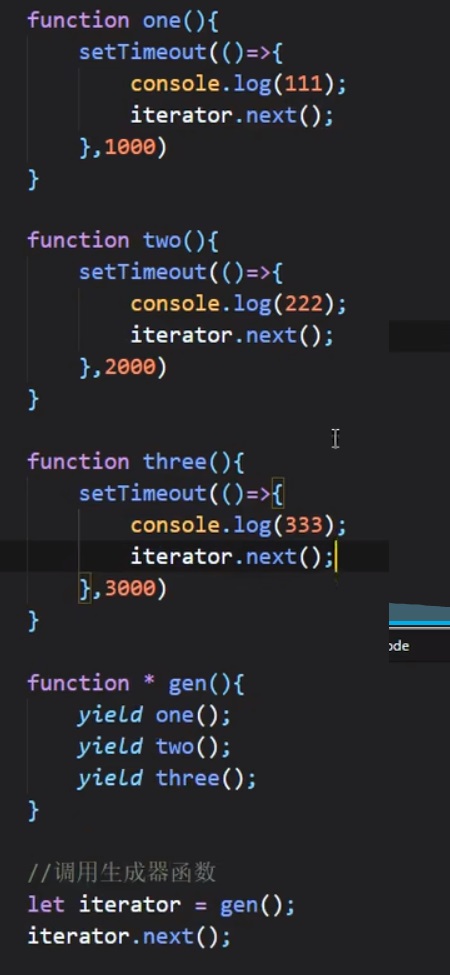 function one(){
    setTimeout(()=>{
        console.log(111);
        iterator.next();
    },1000)
}

function two(){
    setTimeout(()=>{
        console.log(222);
        iterator.next();
    },2000)
}

function three(){
    setTimeout(()=>{
        console.log(333);
        iterator.next();
    },3000)
}
ode

function * gen(){
    yield one();
    yield two();
    yield three();
}

//调用生成器函数
let iterator = gen();
iterator.next();